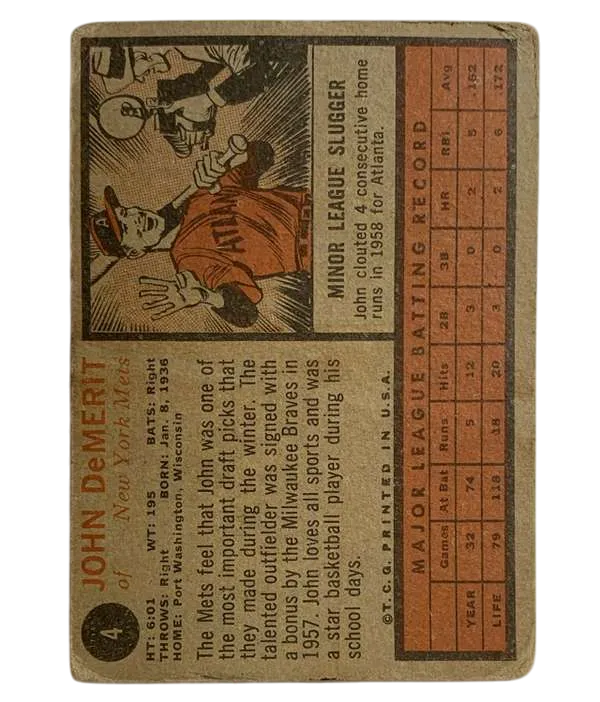 4
JOHN DeMERIT
of New York Mets
HT: 6:01 WT: 195 BATS: Right
THROWS: Right BORN: Jan. 8, 1936
HOME: Port Washington, Wisconsin
The Mets feel that John was one of
the most important draft picks that
they made during the winter. The
talented outfielder was signed with
a bonus by the Milwaukee Braves in
1957. John loves all sports and was
a star basketball player during his
school days.
©T.C.G. PRINTED IN U.S.A.
A
ATLAN
MINOR LEAGUE SLUGGER
John clouted 4 consecutive home
runs in 1958 for Atlanta.
MAJOR LEAGUE BATTING RECORD
Games At Bat Runs Hits 2B 3B HR RBI Avg
YEAR 32 74 5 12 3 0 2 5 .162
LIFE 79 118 18 20 3 0 2 6 .172